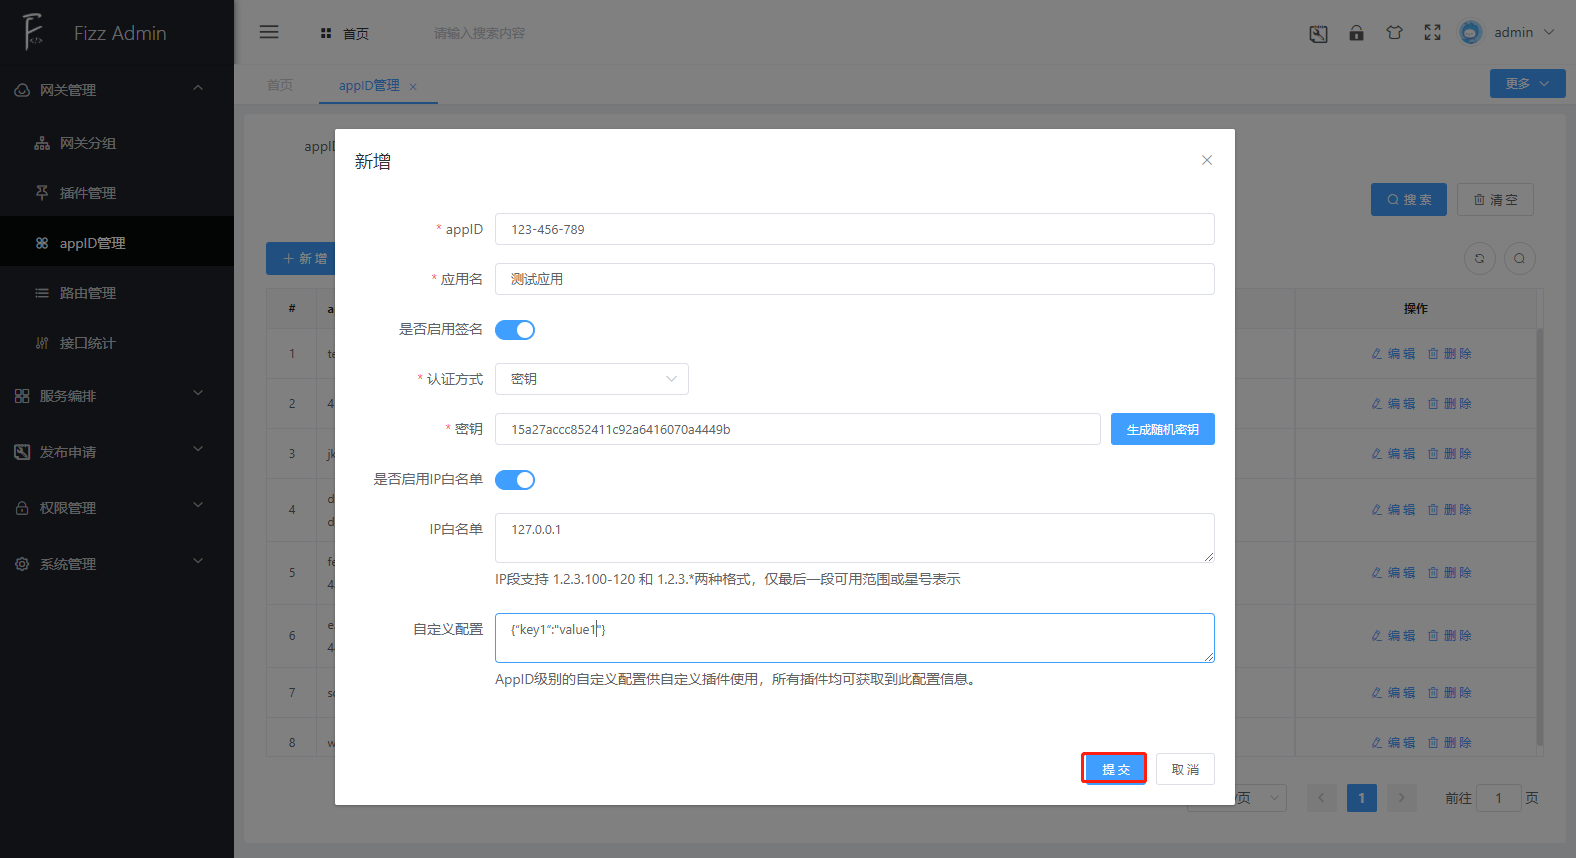 Fizz Admin
首页
请输入搜索内容
admin
网关管理
首页
appID管理
更多
网关分组
插件管理
appID管理
路由管理
接口统计
服务编排
发布申请
权限管理
系统管理
appID
搜 索
清 空
新 增
#
操作
1
编 辑
删 除
2
编 辑
删 除
3
编 辑
删 除
4
编 辑
删 除
5
编 辑
删 除
6
编 辑
删 除
7
编 辑
删 除
8
编 辑
删 除
新增
* appID
123-456-789
* 应用名
测试应用
是否启用签名
* 认证方式
密钥
* 密钥
15a27accc852411c92a6416070a4449b
生成随机密钥
是否启用IP白名单
IP白名单
127.0.0.1
IP段支持 1.2.3.100-120 和 1.2.3.*两种格式，仅最后一段可用范围或星号表示
自定义配置
{"key1":"value1"}
AppID级别的自定义配置供自定义插件使用，所有插件均可获取到此配置信息。
提 交
取 消
/页
1
前往
1
页